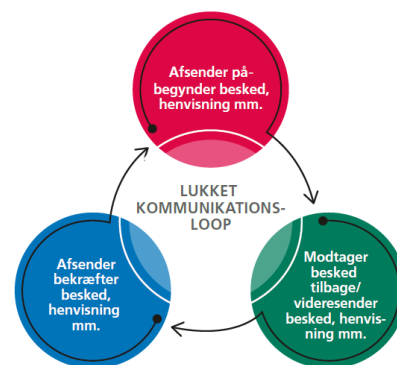 Afsender på-
begynder besked,
henvisning mm.
LUKKET
KOMMUNIKATIONS-
LOOP
Modtager
besked
tilbage/
videresender
besked, henvis-
ning mm.
Afsender
bekræfter
besked,
henvisning
mm.